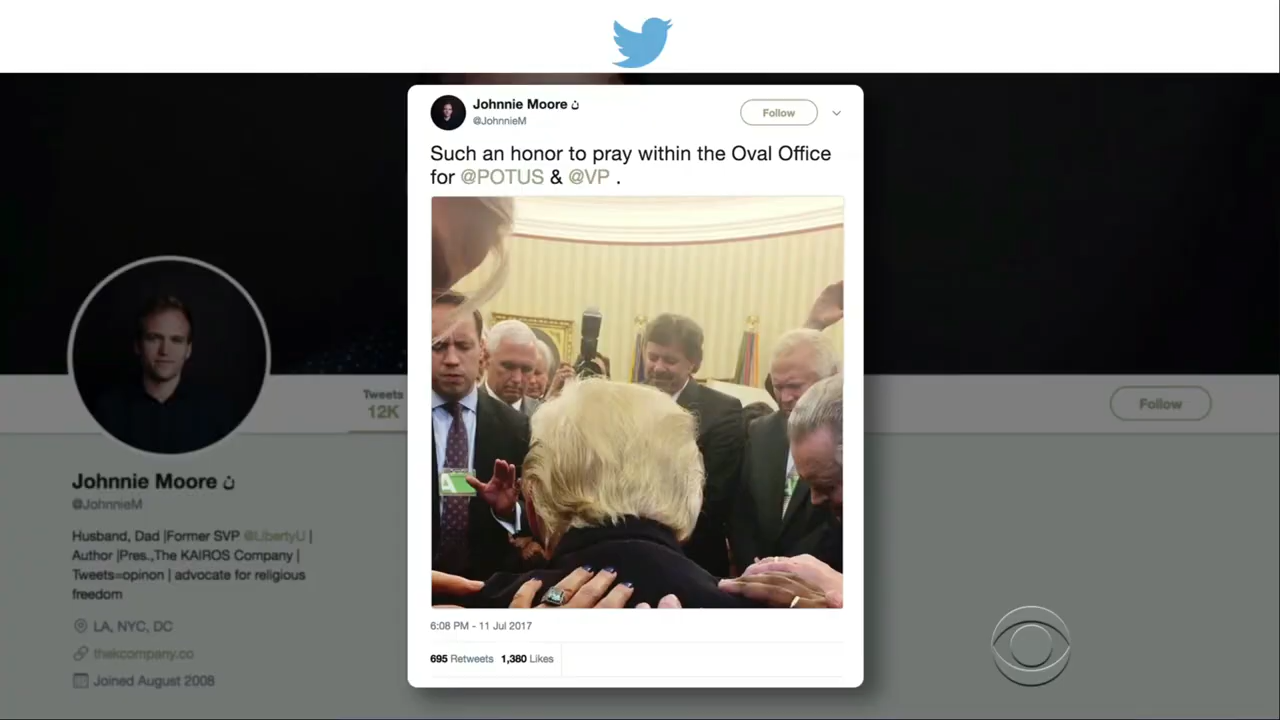 Johnnie Moore ن
@JohnnieM
Follow
Such an honor to pray within the Oval Office
for @POTUS & @VP .
6:08 PM - 11 Jul 2017
695 Retweets 1,380 Likes
Tweets
12K
Follow
Johnnie Moore ن
@JohnnieM
Husband, Dad |Former SVP @LibertyU |
Author |Pres.,The KAIROS Company |
Tweets=opinon | advocate for religious
freedom
LA, NYC, DC
thekcompany.co
Joined August 2008
A